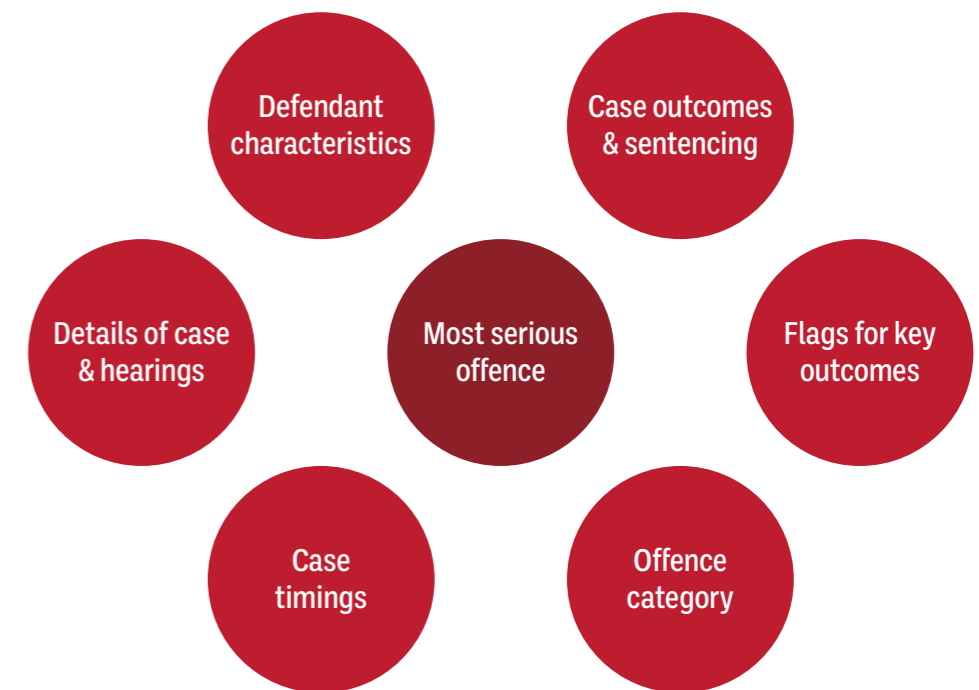 Defendant
characteristics
Case outcomes
& sentencing
Details of case
& hearings
Most serious
offence
Flags for key
outcomes
Case
timings
Offence
category